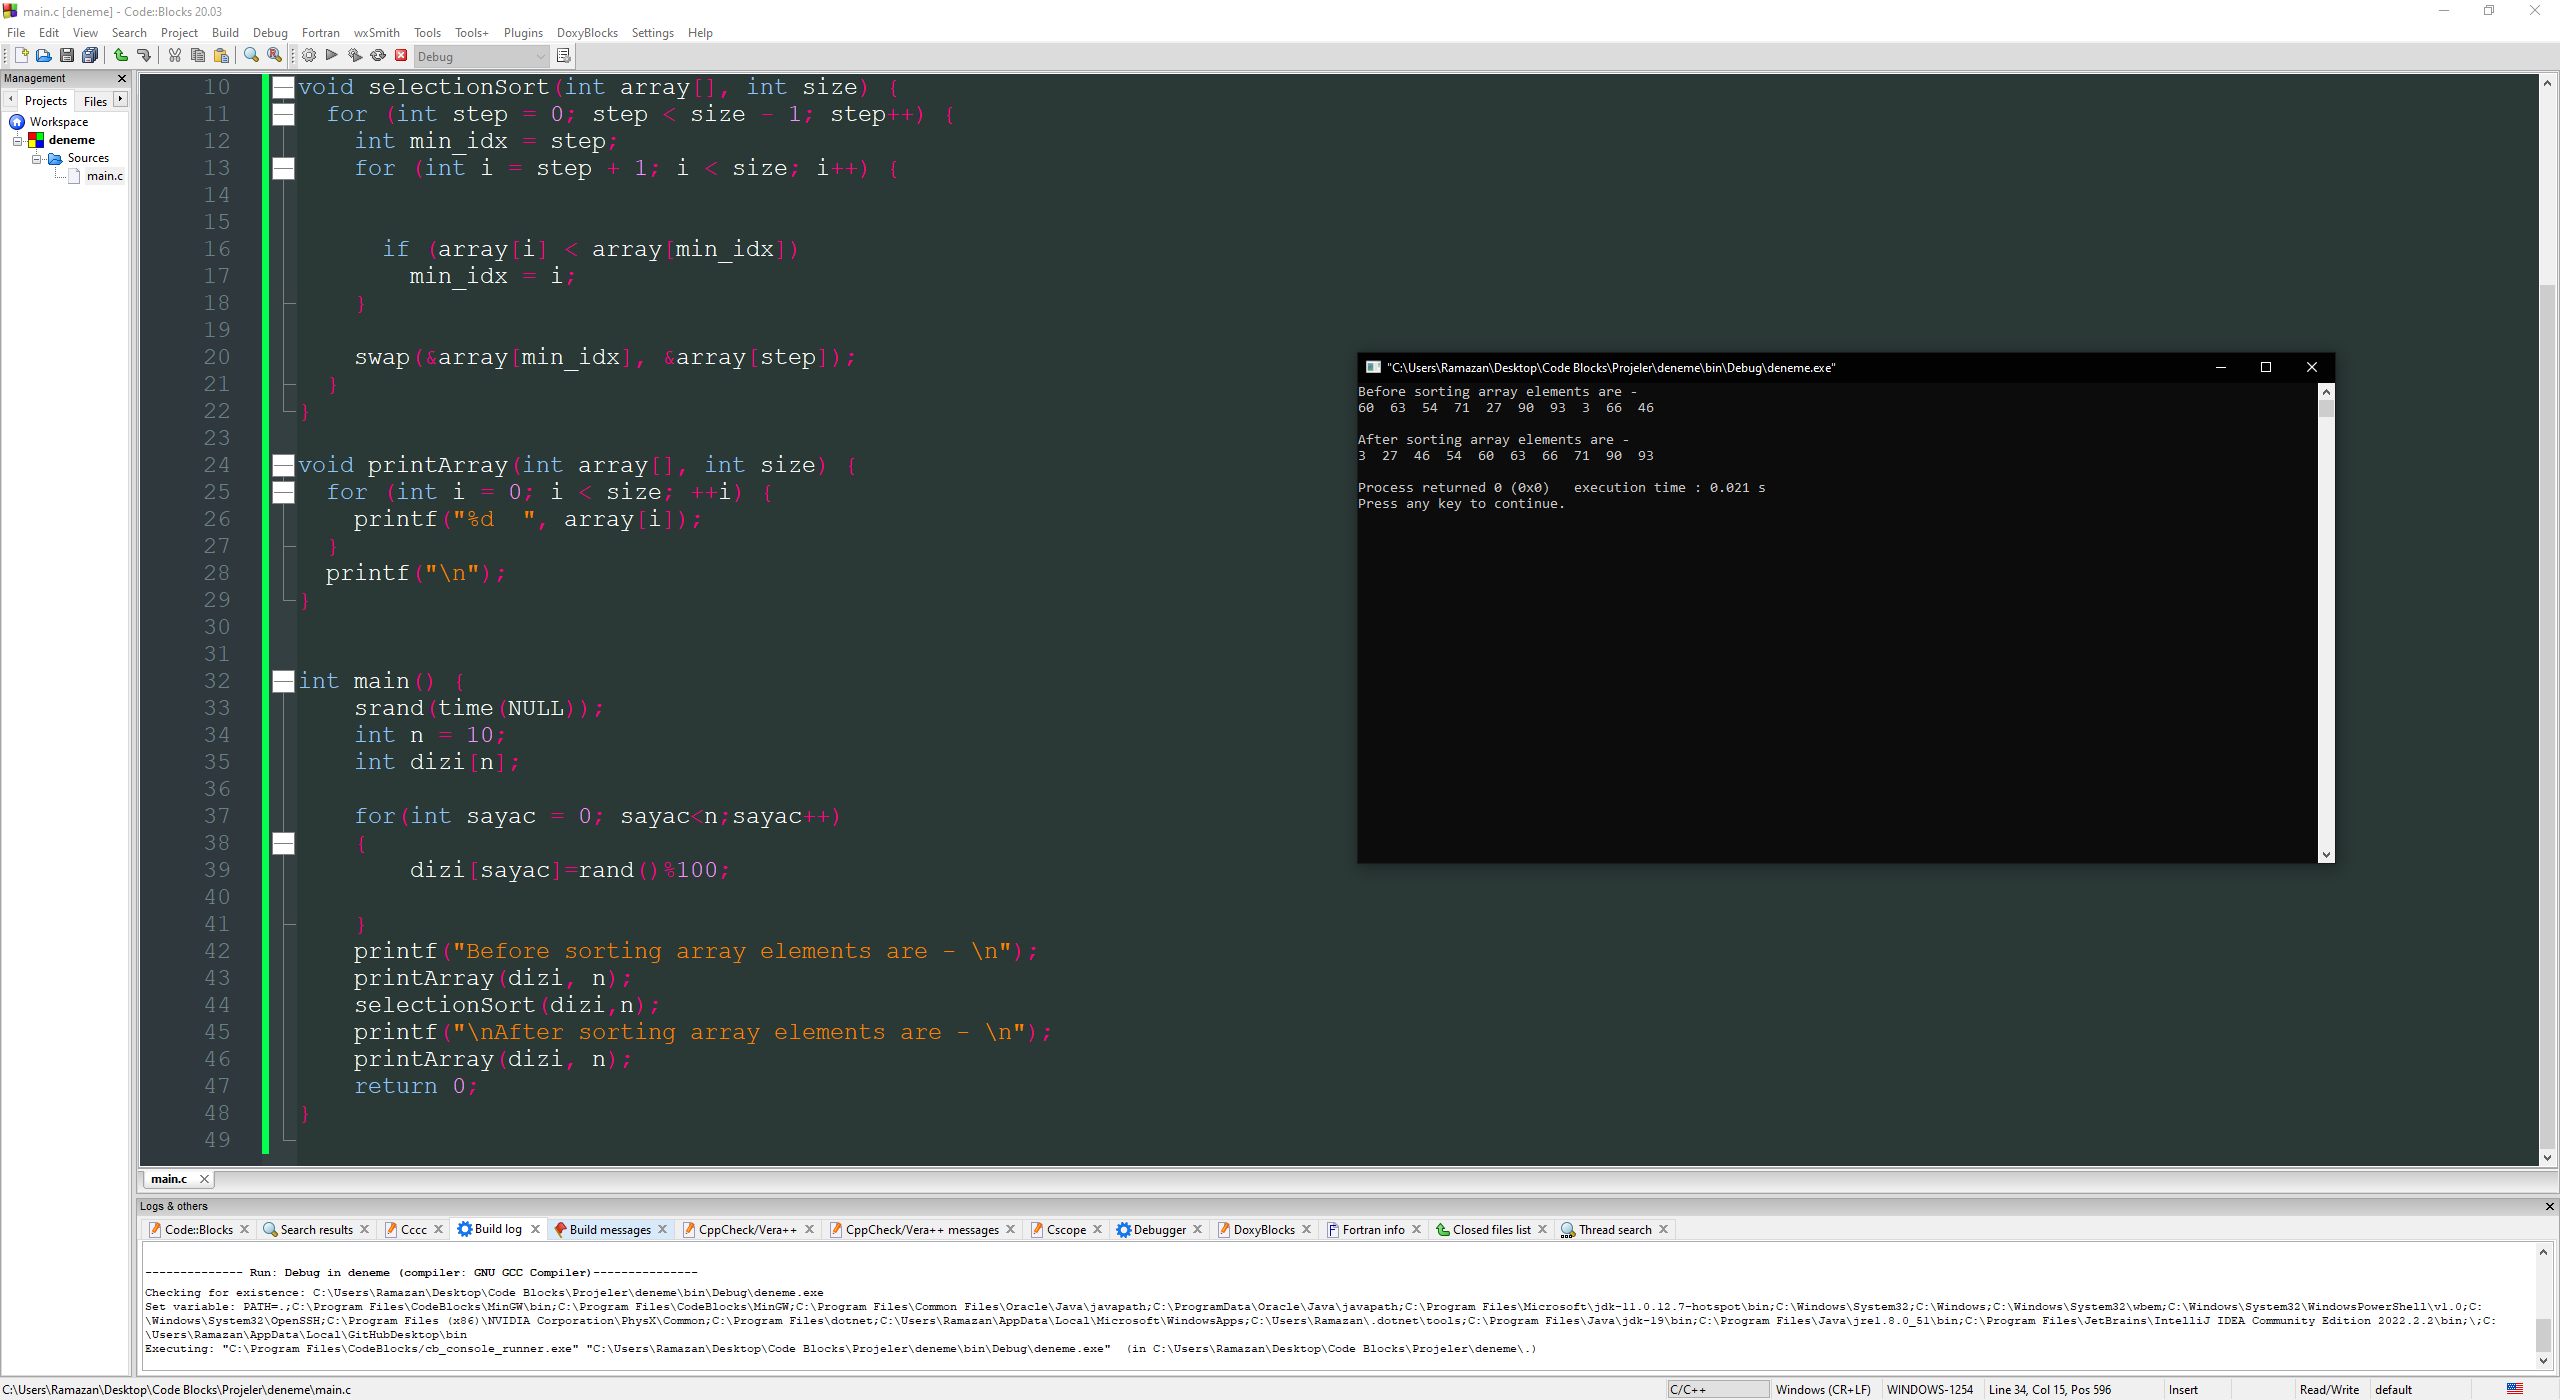 main.c [deneme] - Code::Blocks 20.03
File Edit View Search Project Build Debug Fortran wxSmith Tools Tools+ Plugins DoxyBlocks Settings Help
Debug
Management
Projects Files
Workspace
deneme
Sources
main.c
10 void selectionSort(int array[], int size) {
11 for (int step = 0; step < size - 1; step++) {
12 int min_idx = step;
13 for (int i = step + 1; i < size; i++) {
14
15
16 if (array[i] < array[min_idx])
17 min_idx = i;
18 }
19
20 swap(&array[min_idx], &array[step]);
21 }
22 }
23
24 void printArray(int array[], int size) {
25 for (int i = 0; i < size; ++i) {
26 printf("%d  ", array[i]);
27 }
28 printf("\n");
29 }
30
31
32 int main() {
33 srand(time(NULL));
34 int n = 10;
35 int dizi[n];
36
37 for(int sayac = 0; sayac<n;sayac++)
38 {
39 dizi[sayac]=rand()%100;
40
41 }
42 printf("Before sorting array elements are - \n");
43 printArray(dizi, n);
44 selectionSort(dizi,n);
45 printf("\nAfter sorting array elements are - \n");
46 printArray(dizi, n);
47 return 0;
48 }
49
"C:\Users\Ramazan\Desktop\Code Blocks\Projeler\deneme\bin\Debug\deneme.exe"
Before sorting array elements are -
60  63  54  71  27  90  93  3  66  46
After sorting array elements are -
3  27  46  54  60  63  66  71  90  93
Process returned 0 (0x0)   execution time : 0.021 s
Press any key to continue.
main.c
Logs & others
Code::Blocks Search results Cccc Build log Build messages CppCheck/Vera++ CppCheck/Vera++ messages Cscope Debugger DoxyBlocks Fortran info Closed files list Thread search
-------------- Run: Debug in deneme (compiler: GNU GCC Compiler)---------------
Checking for existence: C:\Users\Ramazan\Desktop\Code Blocks\Projeler\deneme\bin\Debug\deneme.exe
Set variable: PATH=.;C:\Program Files\CodeBlocks\MinGW\bin;C:\Program Files\CodeBlocks\MinGW;C:\Program Files\Common Files\Oracle\Java\javapath;C:\ProgramData\Oracle\Java\javapath;C:\Program Files\Microsoft\jdk-11.0.12.7-hotspot\bin;C:\Windows\System32;C:\Windows;C:\Windows\System32\wbem;C:\Windows\System32\WindowsPowerShell\v1.0;C:
\Windows\System32\OpenSSH;C:\Program Files (x86)\NVIDIA Corporation\PhysX\Common;C:\Program Files\dotnet;C:\Users\Ramazan\AppData\Local\Microsoft\WindowsApps;C:\Users\Ramazan\.dotnet\tools;C:\Program Files\Java\jdk-19\bin;C:\Program Files\Java\jre1.8.0_51\bin;C:\Program Files\JetBrains\IntelliJ IDEA Community Edition 2022.2.2\bin;\;C:
\Users\Ramazan\AppData\Local\GitHubDesktop\bin
Executing: "C:\Program Files\CodeBlocks/cb_console_runner.exe" "C:\Users\Ramazan\Desktop\Code Blocks\Projeler\deneme\bin\Debug\deneme.exe"  (in C:\Users\Ramazan\Desktop\Code Blocks\Projeler\deneme\.)
C:\Users\Ramazan\Desktop\Code Blocks\Projeler\deneme\main.c C/C++ Windows (CR+LF) WINDOWS-1254 Line 34, Col 15, Pos 596 Insert Read/Write default